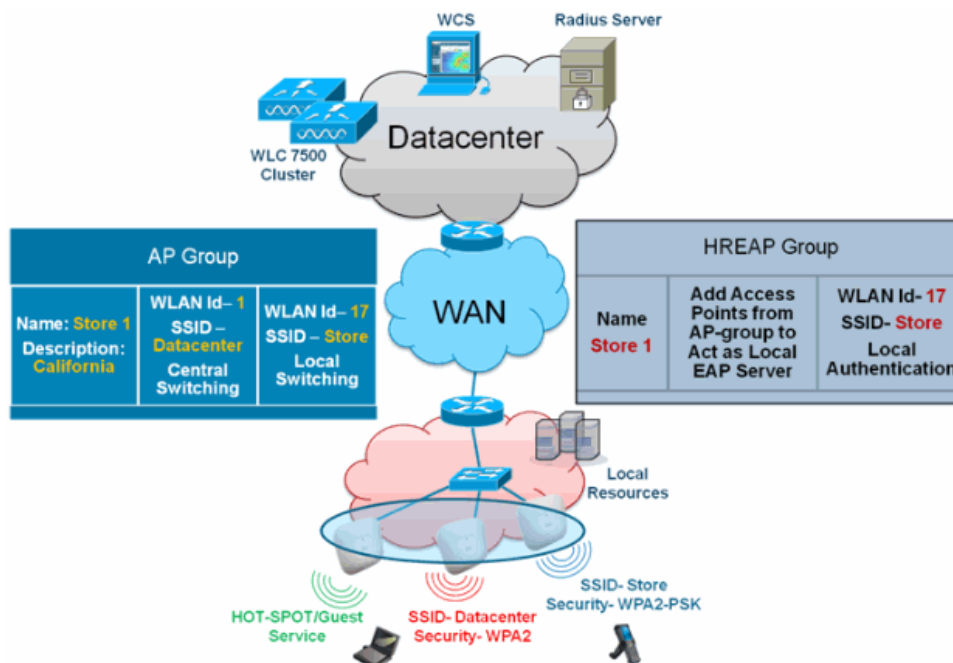 WCS
Radius Server
WLC 7500
Cluster
Datacenter
AP Group
Name: Store 1
Description:
California
WLAN Id– 1
SSID –
Datacenter
Central
Switching
WLAN Id– 17
SSID – Store
Local
Switching
WAN
HREAP Group
Name
Store 1
Add Access
Points from
AP-group to
Act as Local
EAP Server
WLAN Id- 17
SSID- Store
Local
Authentication
Local
Resources
HOT-SPOT/Guest
Service
SSID- Datacenter
Security- WPA2
SSID- Store
Security- WPA2-PSK